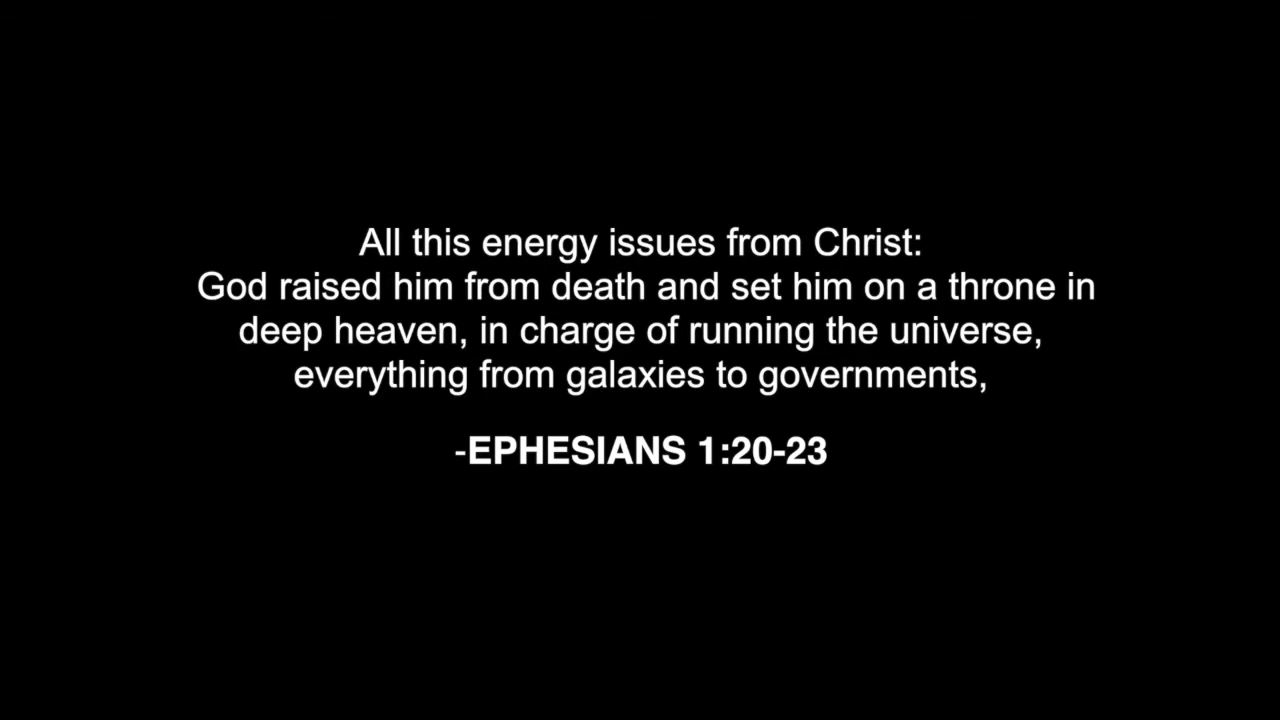 All this energy issues from Christ:
God raised him from death and set him on a throne in
deep heaven, in charge of running the universe,
everything from galaxies to governments,
-EPHESIANS 1:20-23